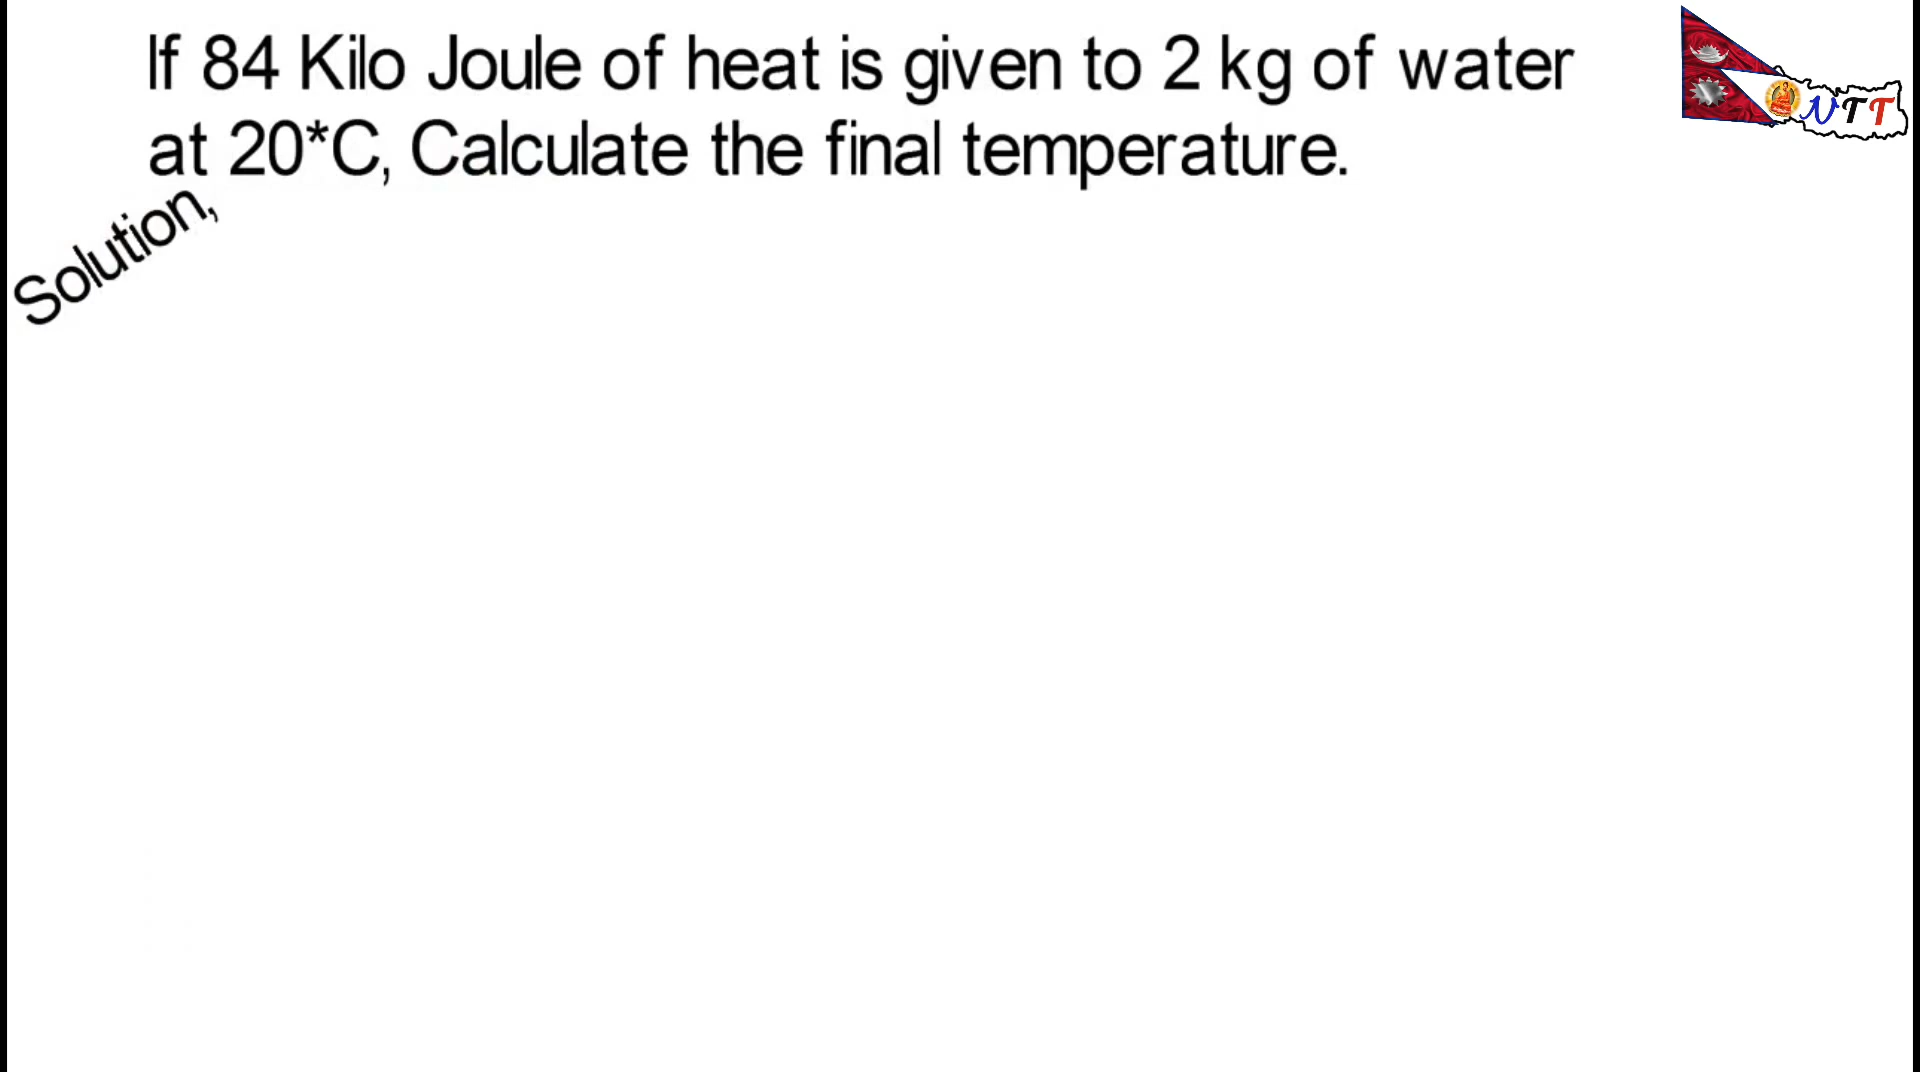 If 84 Kilo Joule of heat is given to 2 kg of water
at 20*C, Calculate the final temperature.
Solution,
NTT